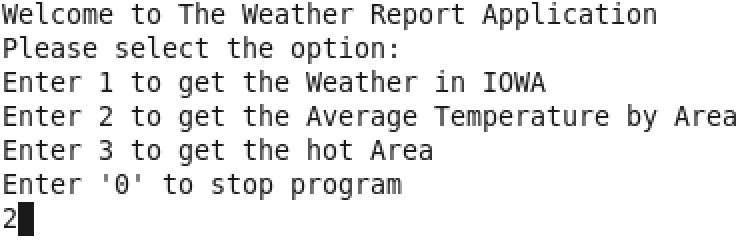 Welcome to The Weather Report Application
Please select the option:
Enter 1 to get the Weather in IOWA
Enter 2 to get the Average Temperature by Area
Enter 3 to get the hot Area
Enter '0' to stop program
2